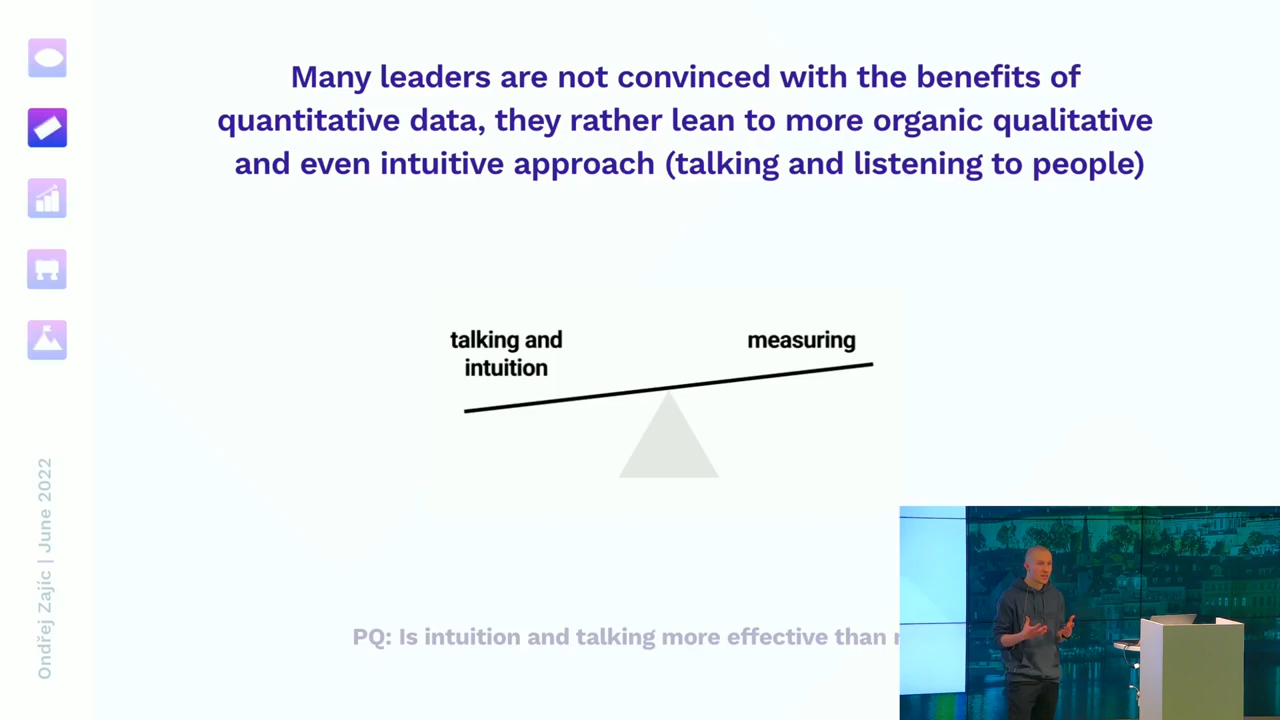 Many leaders are not convinced with the benefits of
quantitative data, they rather lean to more organic qualitative
and even intuitive approach (talking and listening to people)
talking and
intuition
measuring
PQ: Is intuition and talking more effective than
Ondřej Zajíc | June 2022